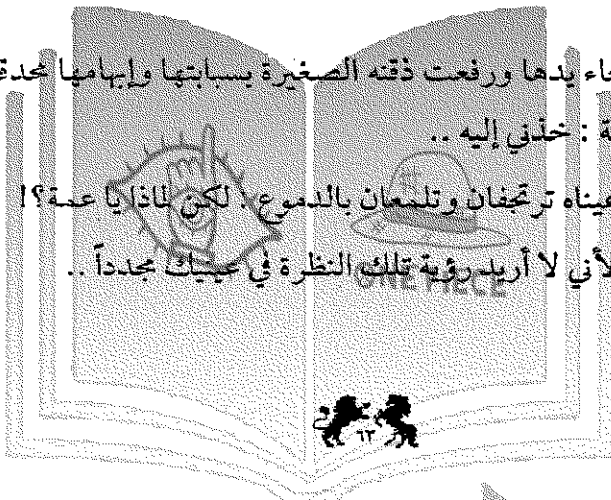 اء يدها ورفعت ذقنه الصغيرة بسبابتها وإبهامها محدقة
ة : خذني إليه ..
عيناه ترتجفان وتلمعان بالدموع : لكن لماذا يا عمة؟!
لأني لا أريد رؤية تلك النظرة في عينيك مجدداً ..
ONE PIECE
٦٣